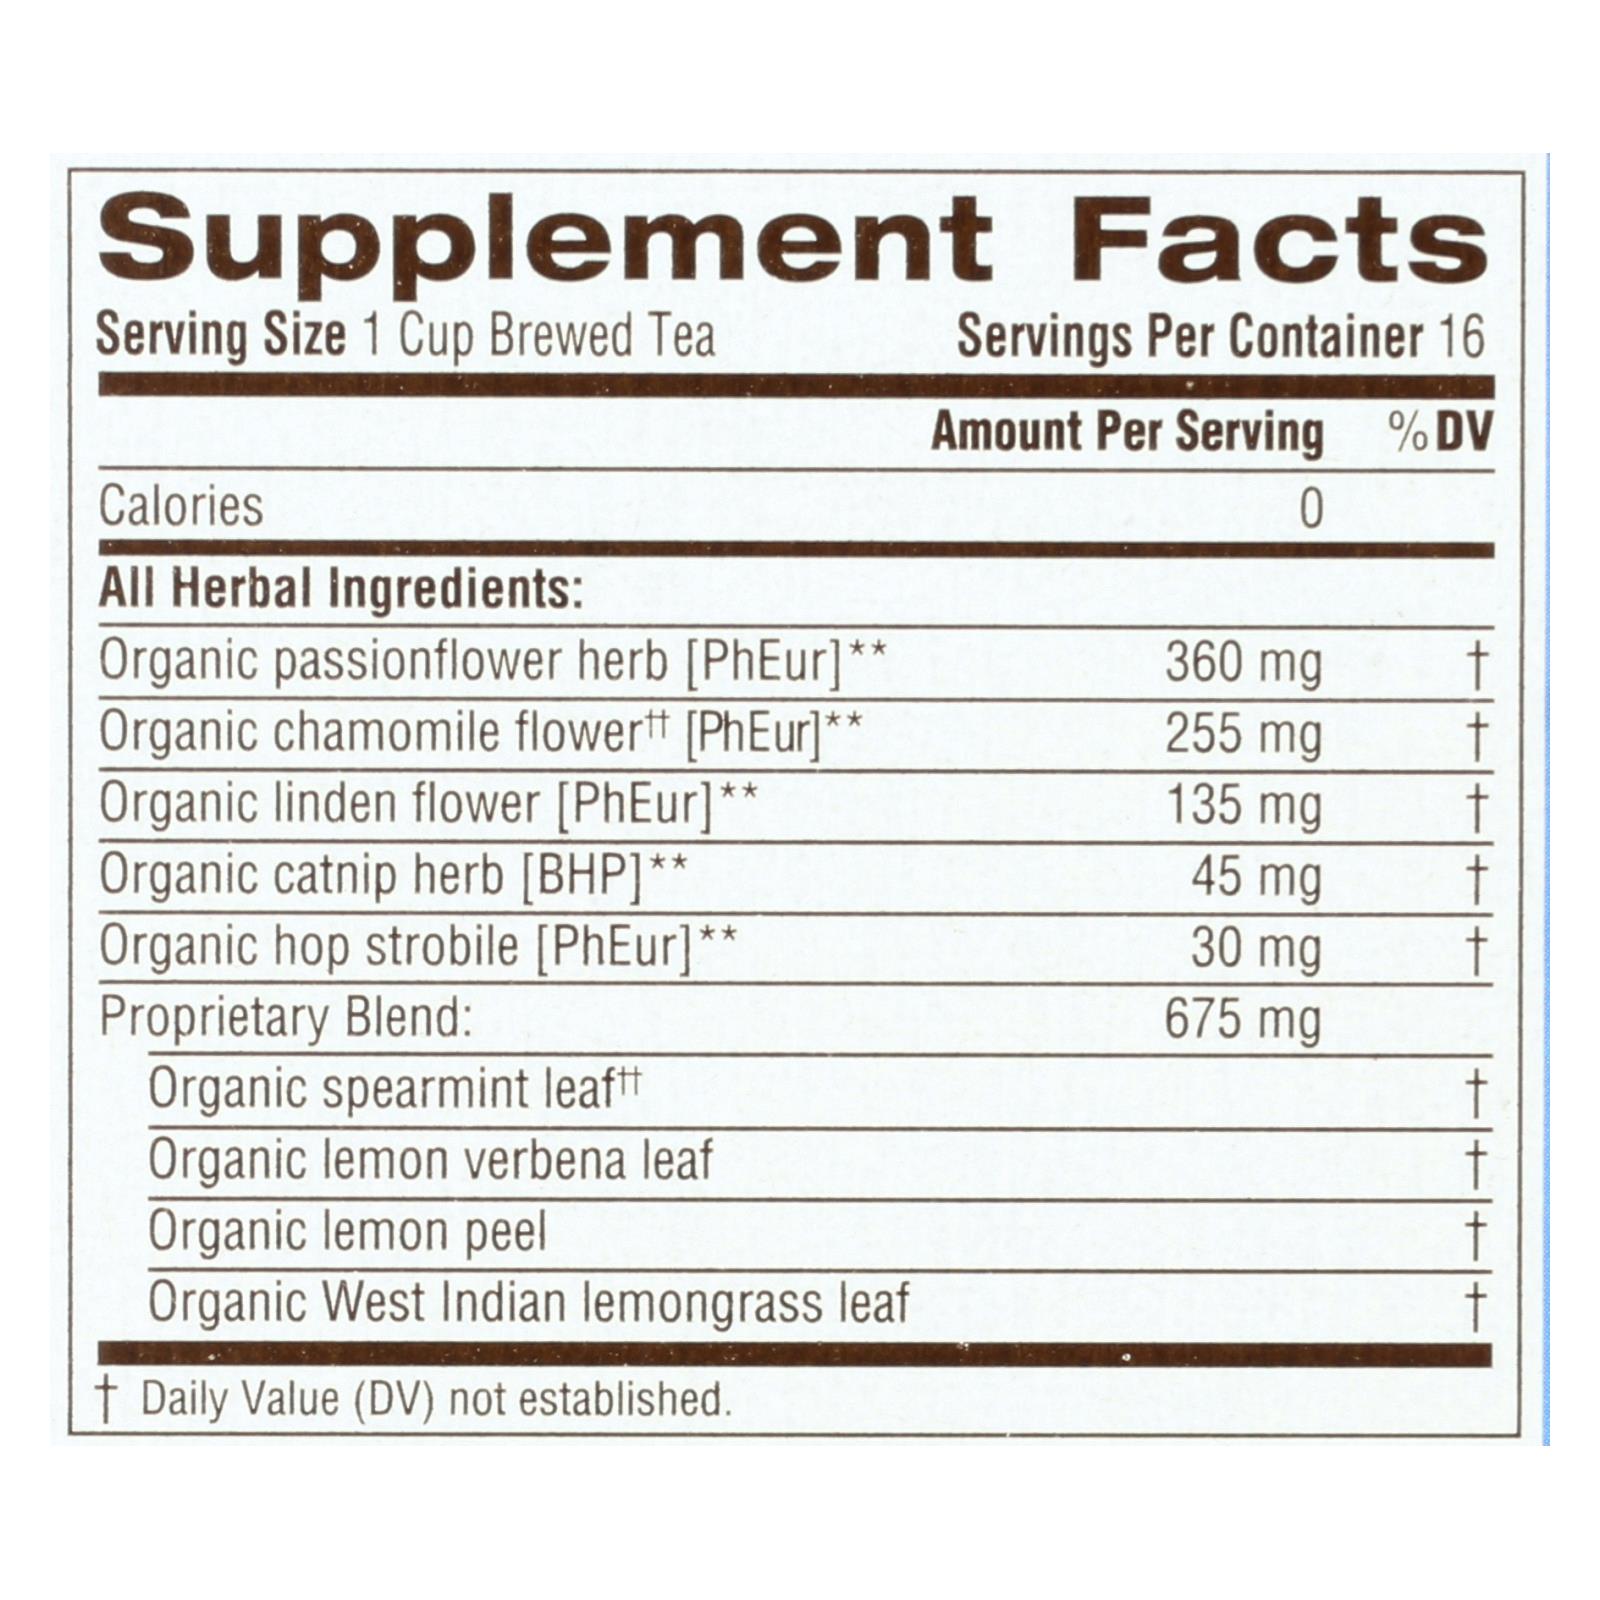 Supplement Facts
Serving Size 1 Cup Brewed Tea Servings Per Container 16
Amount Per Serving % DV
Calories 0
All Herbal Ingredients:
Organic passionflower herb [PhEur]** 360 mg †
Organic chamomile flower†† [PhEur]** 255 mg †
Organic linden flower [PhEur]** 135 mg †
Organic catnip herb [BHP]** 45 mg †
Organic hop strobile [PhEur]** 30 mg †
Proprietary Blend: 675 mg
Organic spearmint leaf†† †
Organic lemon verbena leaf †
Organic lemon peel †
Organic West Indian lemongrass leaf †
† Daily Value (DV) not established.